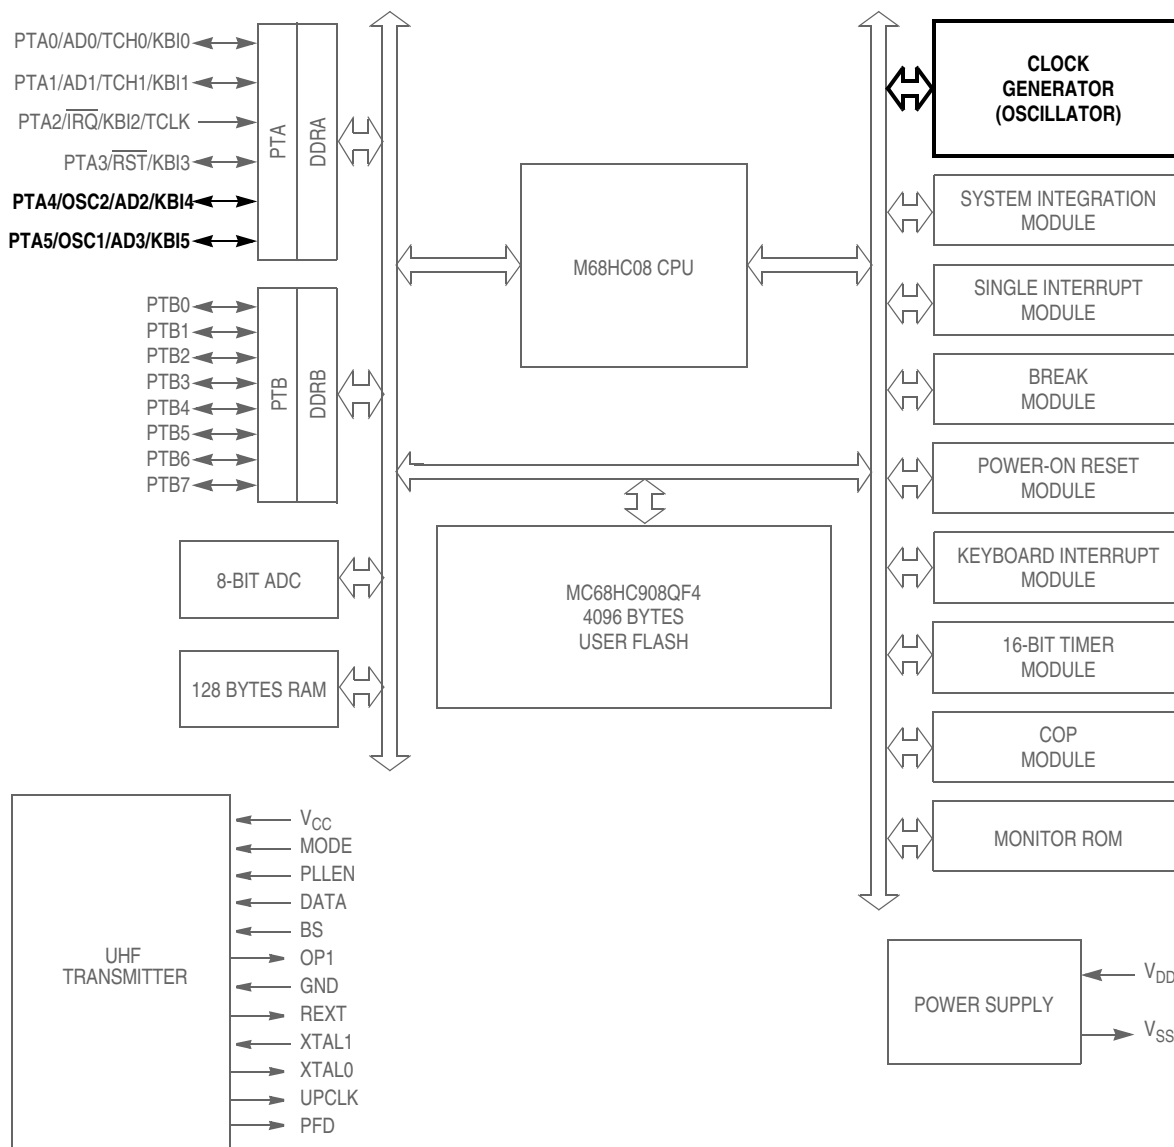 PTA0/AD0/TCH0/KBI0
PTA1/AD1/TCH1/KBI1
PTA2/IRQ/KBI2/TCLK
PTA3/RST/KBI3
PTA4/OSC2/AD2/KBI4
PTA5/OSC1/AD3/KBI5
PTA
DDRA
PTB0
PTB1
PTB2
PTB3
PTB4
PTB5
PTB6
PTB7
PTB
DDRB
8-BIT ADC
128 BYTES RAM
M68HC08 CPU
MC68HC908QF4
4096 BYTES
USER FLASH
CLOCK
GENERATOR
(OSCILLATOR)
SYSTEM INTEGRATION
MODULE
SINGLE INTERRUPT
MODULE
BREAK
MODULE
POWER-ON RESET
MODULE
KEYBOARD INTERRUPT
MODULE
16-BIT TIMER
MODULE
COP
MODULE
MONITOR ROM
UHF
TRANSMITTER
VCC
MODE
PLLEN
DATA
BS
OP1
GND
REXT
XTAL1
XTAL0
UPCLK
PFD
POWER SUPPLY
VDD
VSS